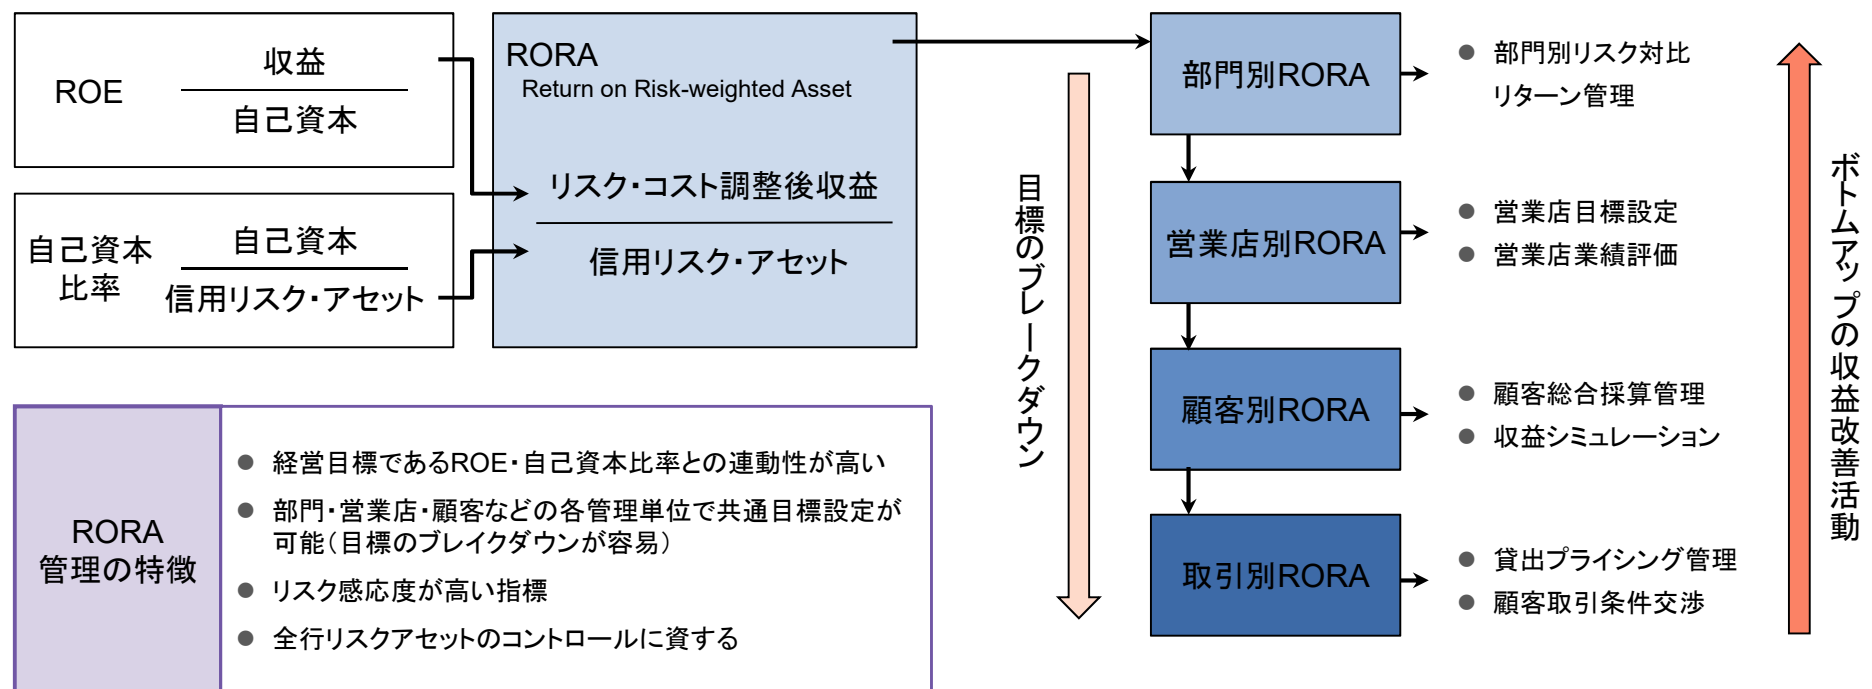 ROE
収益
自己資本
自己資本
比率
自己資本
信用リスク・アセット
RORA
Return on Risk-weighted Asset
リスク・コスト調整後収益
信用リスク・アセット
目標のブレークダウン
部門別RORA
● 部門別リスク対比
リターン管理
営業店別RORA
● 営業店目標設定
● 営業店業績評価
顧客別RORA
● 顧客総合採算管理
● 収益シミュレーション
取引別RORA
● 貸出プライシング管理
● 顧客取引条件交渉
ボトムアップの収益改善活動
RORA
管理の特徴
● 経営目標であるROE・自己資本比率との連動性が高い
● 部門・営業店・顧客などの各管理単位で共通目標設定が
可能（目標のブレイクダウンが容易）
● リスク感応度が高い指標
● 全行リスクアセットのコントロールに資する